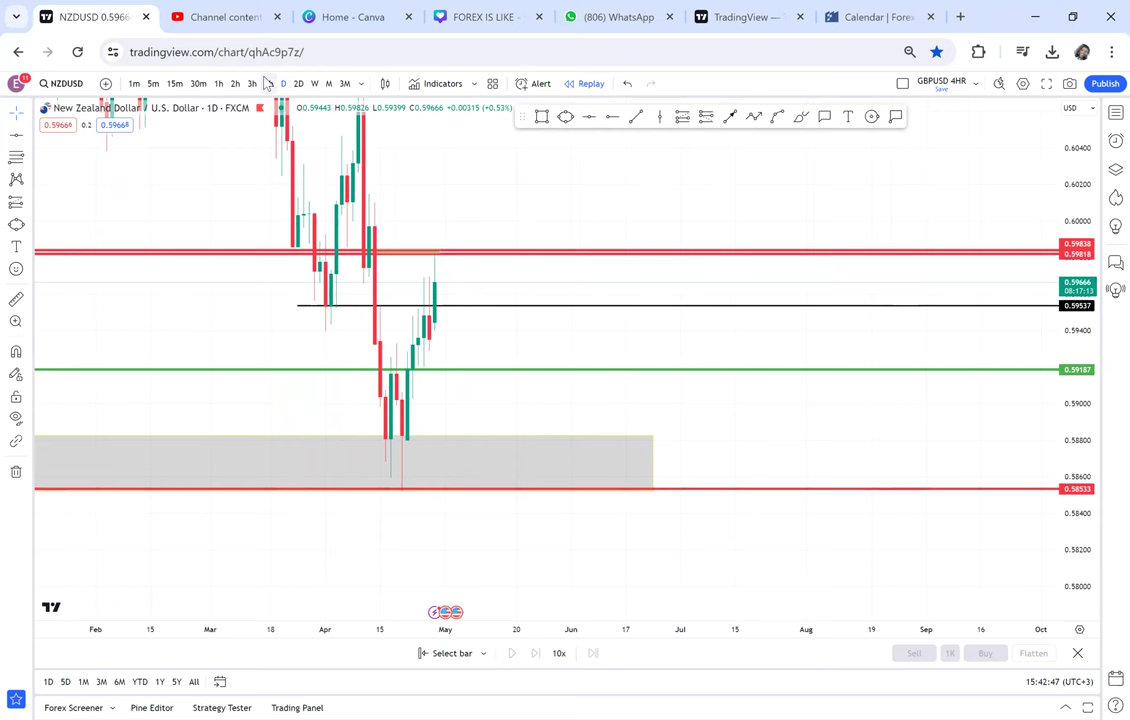 NZDUSD 0.5966
Channel content
Home - Canva
FOREX IS LIKE -
(806) WhatsApp
TradingView —
Calendar | Forex
tradingview.com/chart/qhAc9p7z/
E 11 NZDUSD 1m 5m 15m 30m 1h 2h 3h D 2D W M 3M Indicators Alert Replay GBPUSD 4HR Save Publish
New Zealand Dollar / U.S. Dollar · 1D · FXCM O0.59443 H0.59826 L0.59399 C0.59666 +0.00315 (+0.53%) USD
0.59666 0.2 0.59668
0.60400
0.60200
0.60000
0.59838
0.59818
0.59666
08:17:13
0.59537
0.59400
0.59187
0.59000
0.58800
0.58600
0.58533
0.58400
0.58200
0.58000
Feb 15 Mar 18 Apr 15 May 20 Jun 17 Jul 15 Aug 19 Sep 16 Oct
Select bar 10x Sell 1K Buy Flatten
1D 5D 1M 3M 6M YTD 1Y 5Y All 15:42:47 (UTC+3)
Forex Screener Pine Editor Strategy Tester Trading Panel